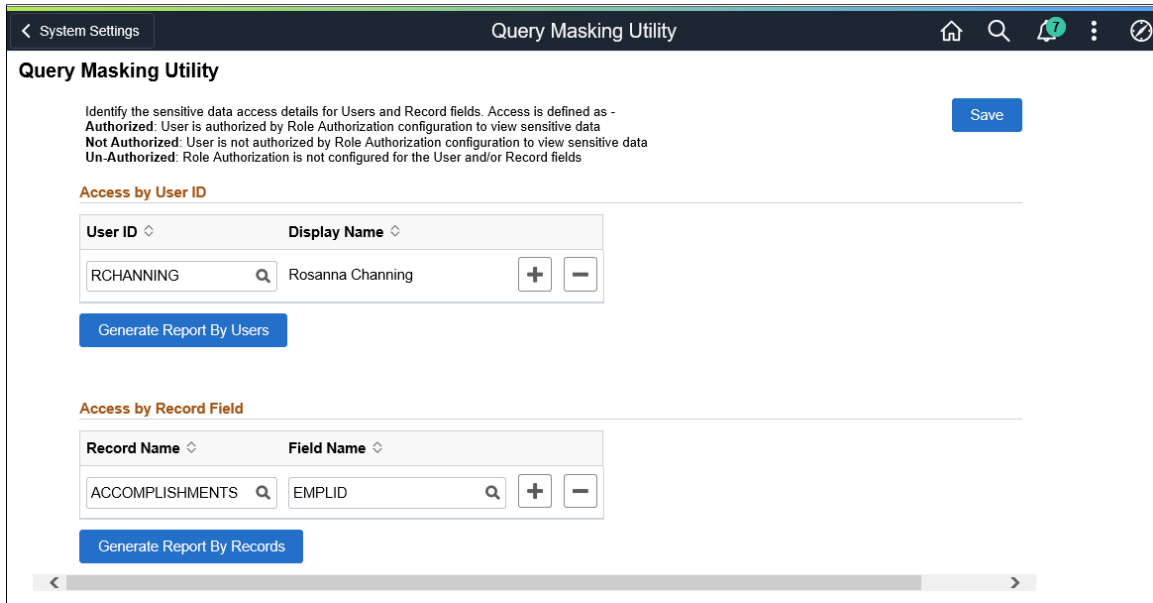 System Settings
Query Masking Utility
7
Query Masking Utility
Identify the sensitive data access details for Users and Record fields. Access is defined as -
Authorized: User is authorized by Role Authorization configuration to view sensitive data
Not Authorized: User is not authorized by Role Authorization configuration to view sensitive data
Un-Authorized: Role Authorization is not configured for the User and/or Record fields
Save
Access by User ID
User ID Display Name
RCHANNING Rosanna Channing
Generate Report By Users
Access by Record Field
Record Name Field Name
ACCOMPLISHMENTS EMPLID
Generate Report By Records